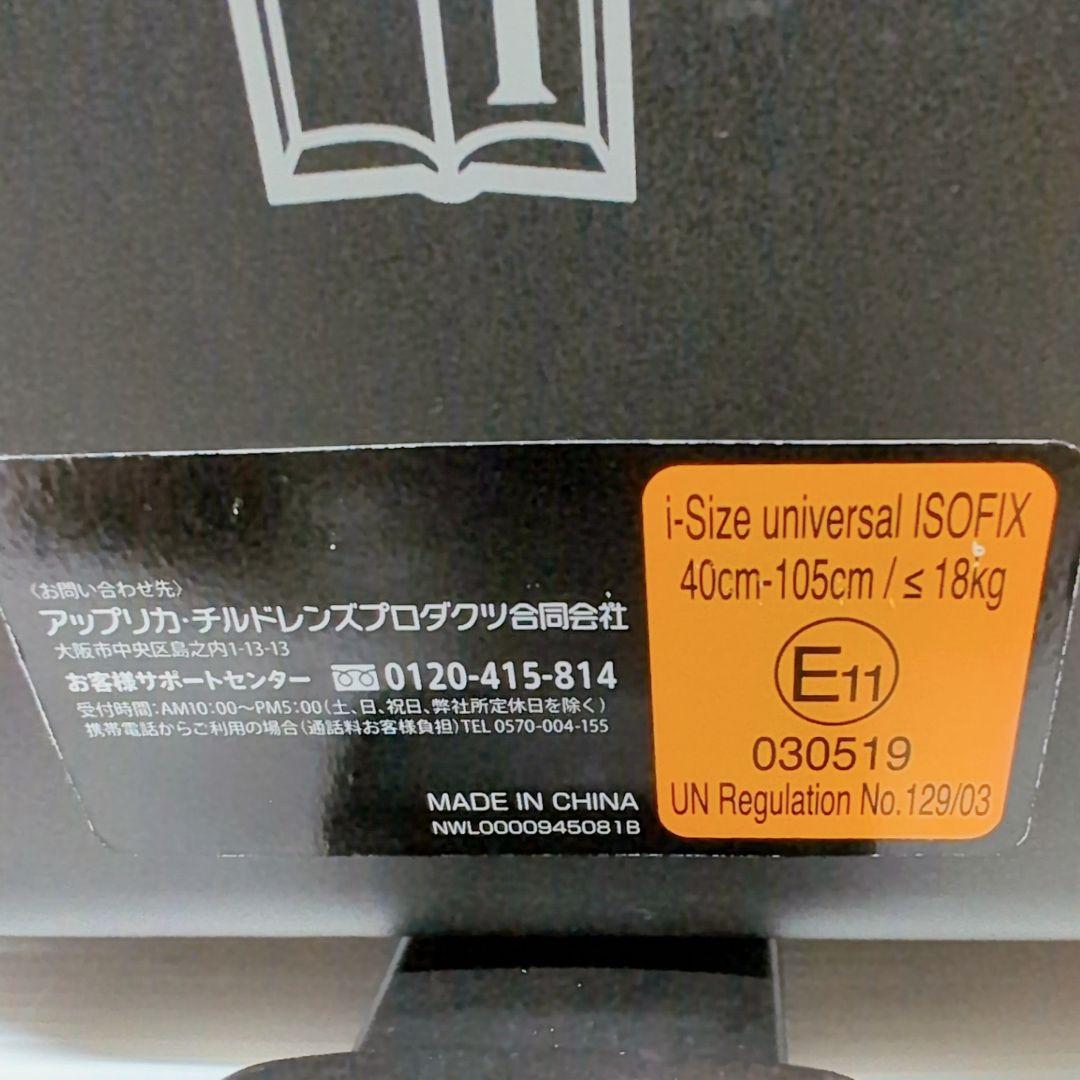 〈お問い合わせ先〉
アップリカ・チルドレンズプロダクツ合同会社
大阪市中央区島之内1-13-13
お客様サポートセンター 0120-415-814
受付時間:AM10:00〜PM5:00(土、日、祝日、弊社所定休日を除く)
携帯電話からご利用の場合(通話料お客様負担)TEL 0570-004-155
MADE IN CHINA
NWL0000945081B
i-Size universal ISOFIX
40cm-105cm / ≤ 18kg
E11
030519
UN Regulation No.129/03